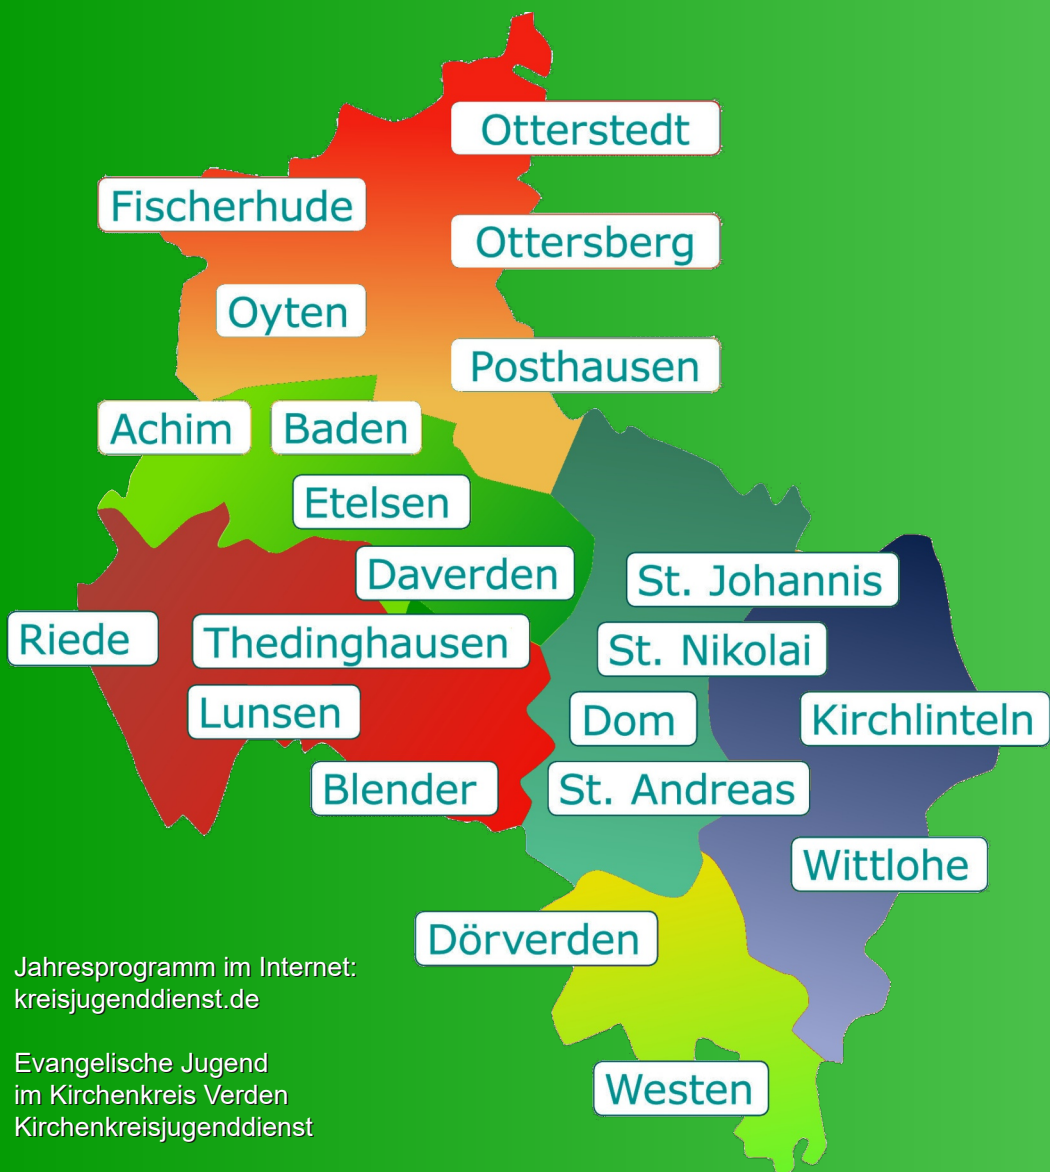 Otterstedt
Fischerhude
Ottersberg
Oyten
Posthausen
Achim
Baden
Etelsen
Daverden
St. Johannis
Riede
Thedinghausen
St. Nikolai
Lunsen
Dom
Kirchlinteln
Blender
St. Andreas
Wittlohe
Dörverden
Westen
Jahresprogramm im Internet:
kreisjugenddienst.de
Evangelische Jugend
im Kirchenkreis Verden
Kirchenkreisjugenddienst